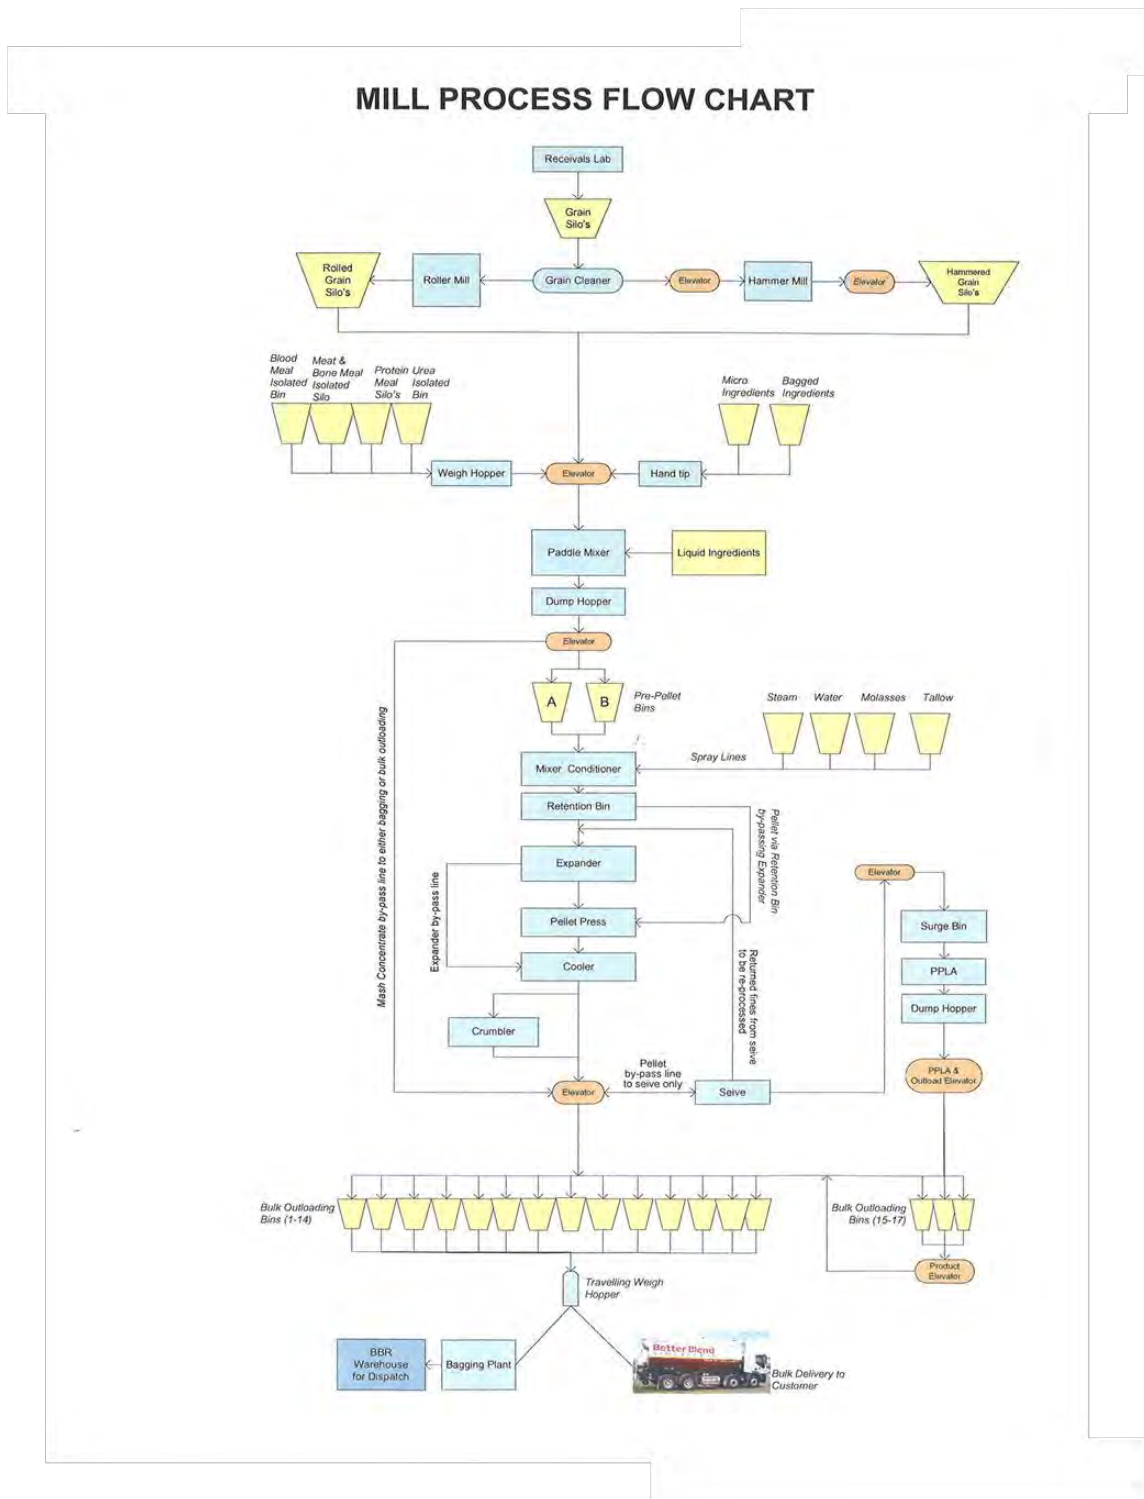 MILL PROCESS FLOW CHART
Receivals Lab
Grain
Silo's
Rolled
Grain
Silo's
Roller Mill
Grain Cleaner
Elevator
Hammer Mill
Elevator
Hammered
Grain
Silo's
Blood
Meal
Isolated
Bin
Meat &
Bone Meal
Isolated
Silo
Protein
Meal
Silo's
Urea
Isolated
Bin
Micro
Ingredients
Bagged
Ingredients
Weigh Hopper
Elevator
Hand tip
Paddle Mixer
Liquid Ingredients
Dump Hopper
Elevator
A
B
Pre-Pellet
Bins
Steam
Water
Molasses
Tallow
Spray Lines
Mixer Conditioner
Retention Bin
Mash Concentrate by-pass line to either bagging or bulk outloading
Pellet via Retention Bin
by-passing Expander
Expander
Expander by-pass line
Pellet Press
Cooler
Crumbler
Returned fines from seive
to be re-processed
Elevator
Surge Bin
PPLA
Dump Hopper
PPLA &
Outload Elevator
Pellet
by-pass line
to seive only
Elevator
Seive
Bulk Outloading
Bins (1-14)
Bulk Outloading
Bins (15-17)
Product
Elevator
Travelling Weigh
Hopper
BBR
Warehouse
for Dispatch
Bagging Plant
Better Blend
Bulk Delivery to
Customer